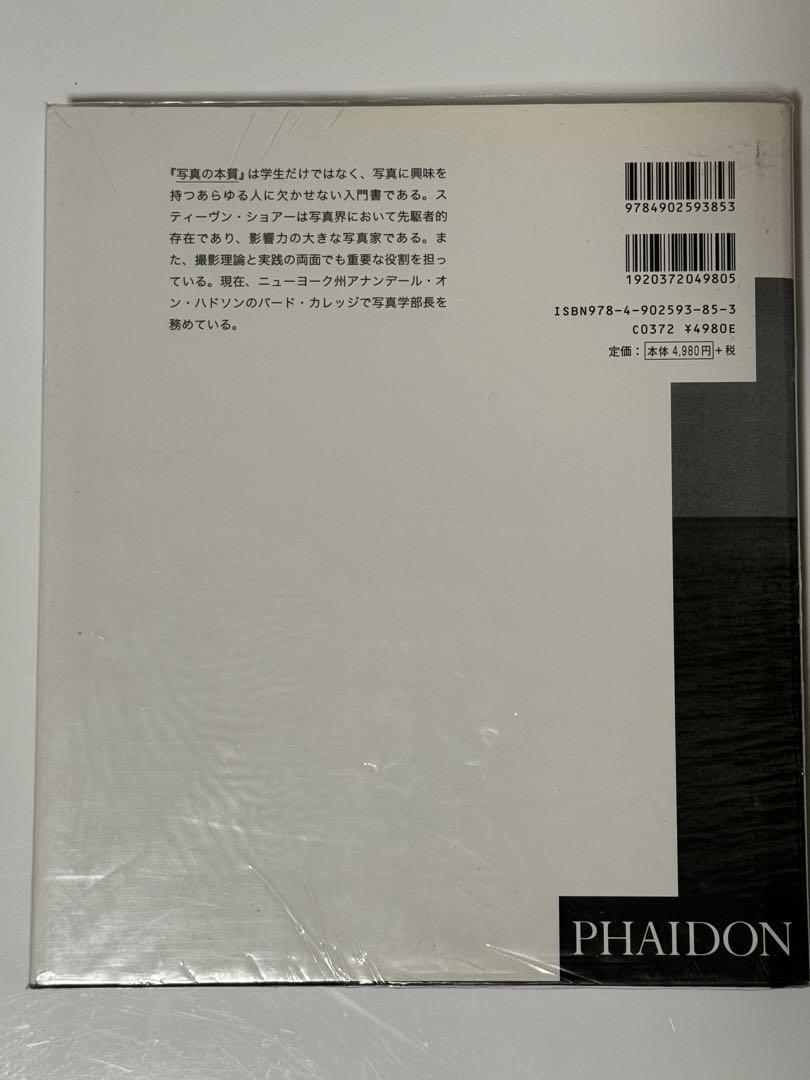 『写真の本質』は学生だけではなく、写真に興味を
持つあらゆる人に欠かせない入門書である。ス
ティーヴン・ショアーは写真界において先駆者的
存在であり、影響力の大きな写真家である。ま
た、撮影理論と実践の両面でも重要な役割を担っ
ている。現在、ニューヨーク州アナンデール・オ
ン・ハドソンのバード・カレッジで写真学部長を
務めている。
9784902593853
1920372049805
ISBN978-4-902593-85-3
C0372 ¥4980E
定価：本体 4,980円+税
PHAIDON